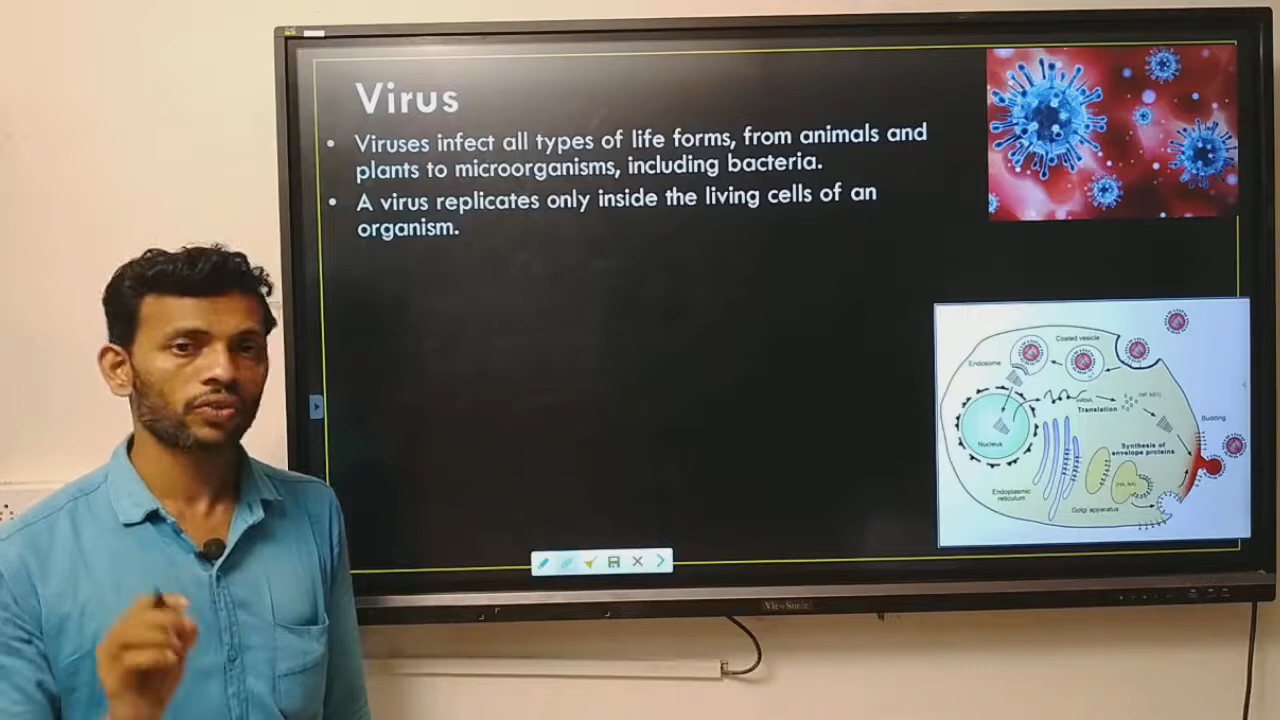 Virus
• Viruses infect all types of life forms, from animals and
plants to microorganisms, including bacteria.
• A virus replicates only inside the living cells of an
organism.
Coated vesicle
Endosome
mRNA
Translation
Budding
Nucleus
Synthesis of
envelope proteins
Endoplasmic
reticulum
Golgi apparatus
ViewSonic